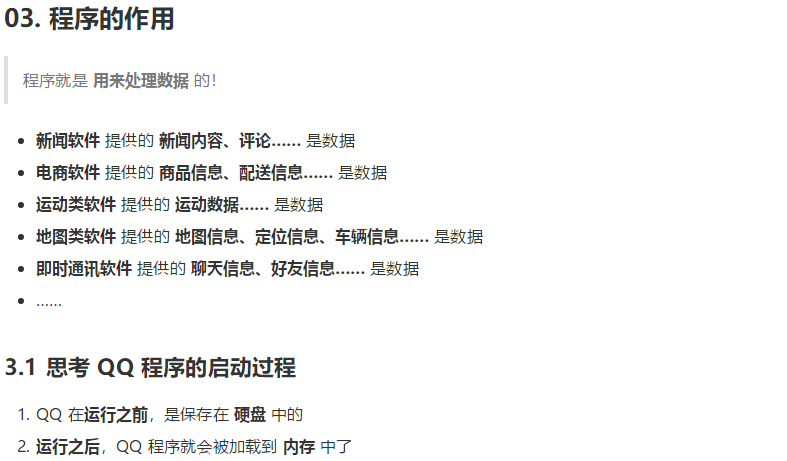 03. 程序的作用
程序就是 用来处理数据 的！
新闻软件 提供的 新闻内容、评论…… 是数据
电商软件 提供的 商品信息、配送信息…… 是数据
运动类软件 提供的 运动数据…… 是数据
地图类软件 提供的 地图信息、定位信息、车辆信息…… 是数据
即时通讯软件 提供的 聊天信息、好友信息…… 是数据
……
3.1 思考 QQ 程序的启动过程
1. QQ 在运行之前，是保存在 硬盘 中的
2. 运行之后，QQ 程序就会被加载到 内存 中了